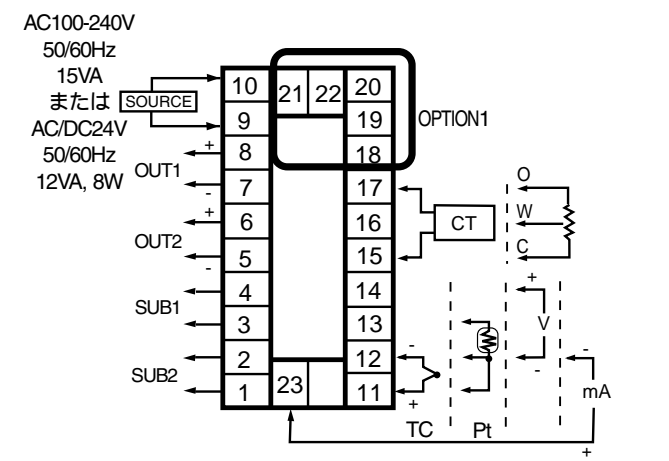 AC100-240V
50/60Hz
15VA
または
AC/DC24V
50/60Hz
12VA, 8W
SOURCE
10
9
8
7
6
5
4
3
2
1
+
OUT1
-
+
OUT2
-
SUB1
SUB2
21 22
23
20
19
18
17
16
15
14
13
12
11
OPTION1
CT
O
W
C
+
V
-
-
mA
+
-
+
TC
Pt